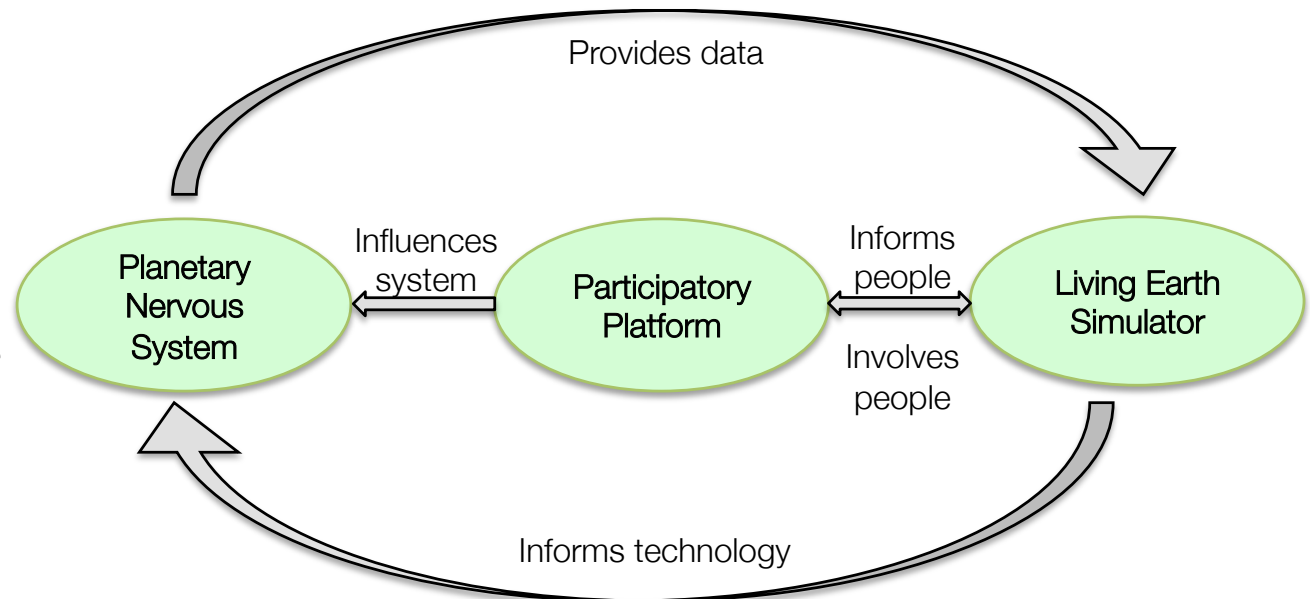 Provides data
Planetary
Nervous
System
Influences
system
Participatory
Platform
Informs
people
Involves
people
Living Earth
Simulator
Informs technology